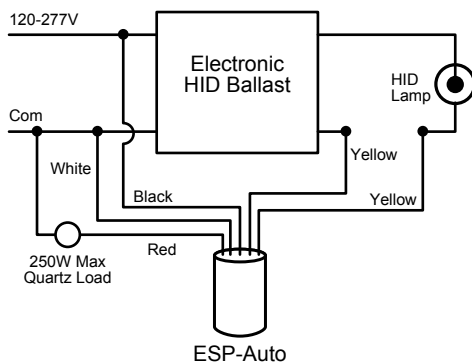 120-277V
Electronic
HID Ballast
HID
Lamp
Com
White
Yellow
Black
Yellow
Red
250W Max
Quartz Load
ESP-Auto